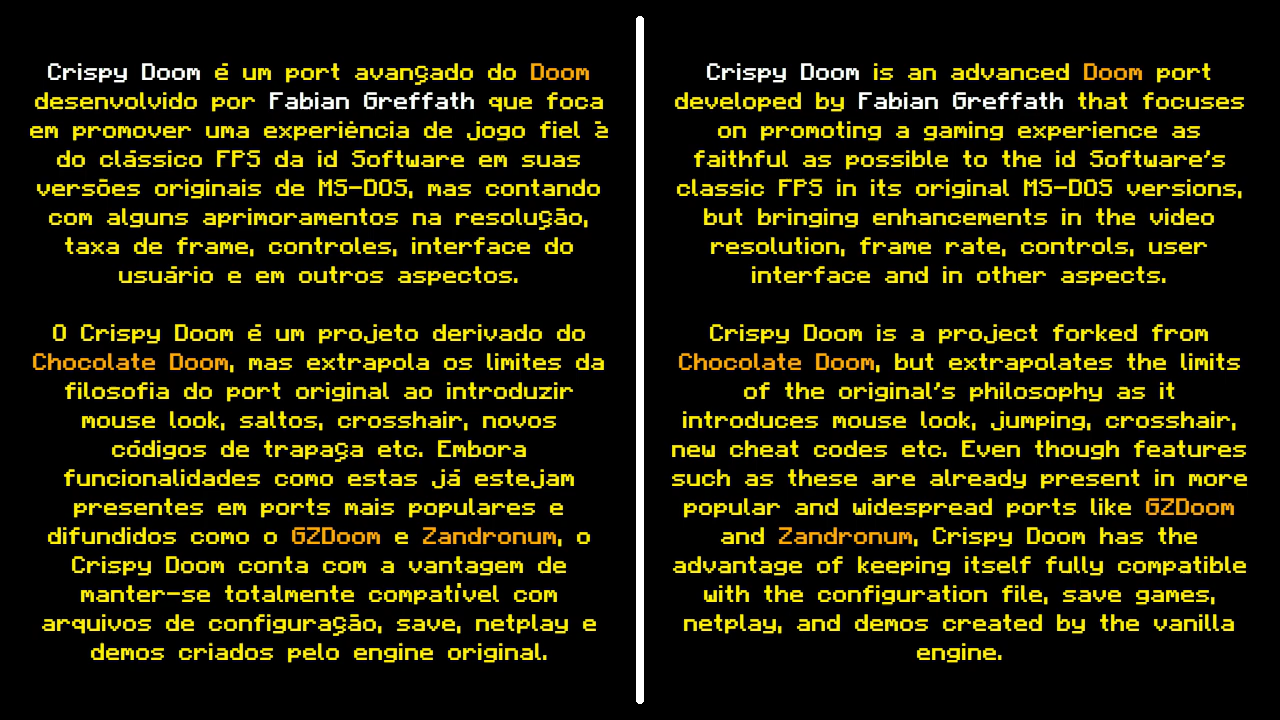 Crispy Doom é um port avançado do Doom
desenvolvido por Fabian Greffath que foca
em promover uma experiência de jogo fiel à
do clássico FPS da id Software em suas
versões originais de MS-DOS, mas contando
com alguns aprimoramentos na resolução,
taxa de frame, controles, interface do
usuário e em outros aspectos.
O Crispy Doom é um projeto derivado do
Chocolate Doom, mas extrapola os limites da
filosofia do port original ao introduzir
mouse look, saltos, crosshair, novos
códigos de trapaça etc. Embora
funcionalidades como estas já estejam
presentes em ports mais populares e
difundidos como o GZDoom e Zandronum, o
Crispy Doom conta com a vantagem de
manter-se totalmente compatível com
arquivos de configuração, save, netplay e
demos criados pelo engine original.
Crispy Doom is an advanced Doom port
developed by Fabian Greffath that focuses
on promoting a gaming experience as
faithful as possible to the id Software's
classic FPS in its original MS-DOS versions,
but bringing enhancements in the video
resolution, frame rate, controls, user
interface and in other aspects.
Crispy Doom is a project forked from
Chocolate Doom, but extrapolates the limits
of the original's philosophy as it
introduces mouse look, jumping, crosshair,
new cheat codes etc. Even though features
such as these are already present in more
popular and widespread ports like GZDoom
and Zandronum, Crispy Doom has the
advantage of keeping itself fully compatible
with the configuration file, save games,
netplay, and demos created by the vanilla
engine.